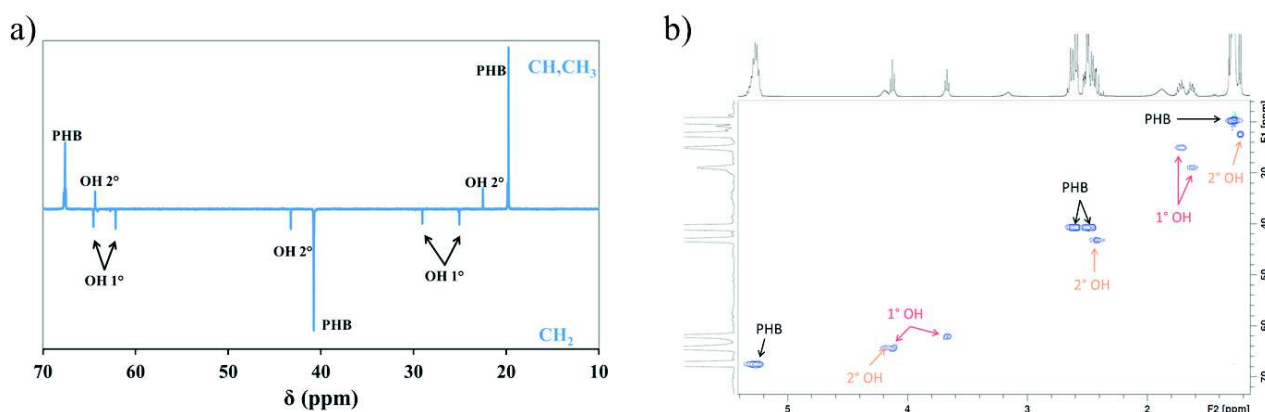 a)
PHB
CH,CH3
PHB
OH 2°
OH 2°
OH 2°
OH 1°
OH 1°
PHB
CH2
70 60 50 40 30 20 10
δ (ppm)
b)
PHB
2° OH
PHB
1° OH
2° OH
1° OH
PHB
2° OH
F1 [ppm]
20
30
40
50
60
70
5 4 3 2 F2 [ppm]